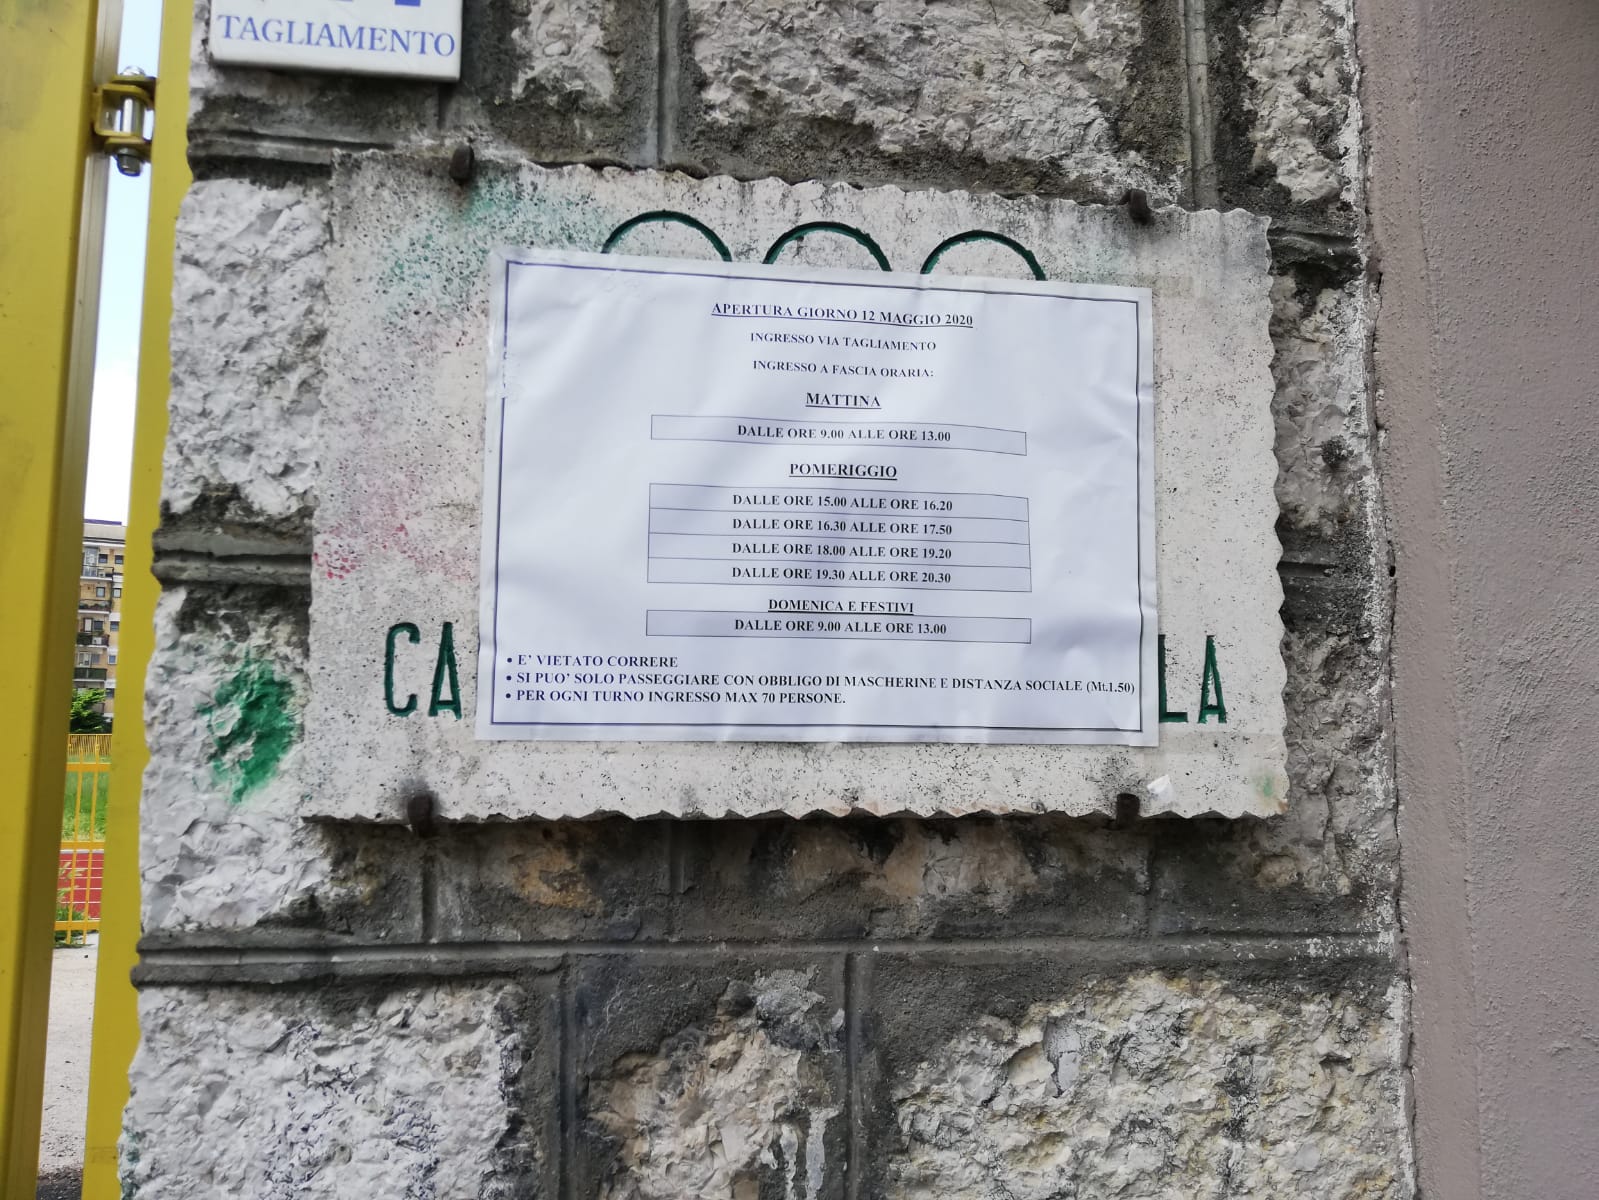 TAGLIAMENTO
APERTURA GIORNO 12 MAGGIO 2020
INGRESSO VIA TAGLIAMENTO
INGRESSO A FASCIA ORARIA:
MATTINA
DALLE ORE 9.00 ALLE ORE 13.00
POMERIGGIO
DALLE ORE 15.00 ALLE ORE 16.20
DALLE ORE 16.30 ALLE ORE 17.50
DALLE ORE 18.00 ALLE ORE 19.20
DALLE ORE 19.30 ALLE ORE 20.30
DOMENICA E FESTIVI
DALLE ORE 9.00 ALLE ORE 13.00
• E' VIETATO CORRERE
• SI PUO' SOLO PASSEGGIARE CON OBBLIGO DI MASCHERINE E DISTANZA SOCIALE (Mt.1.50)
• PER OGNI TURNO INGRESSO MAX 70 PERSONE.
CA LA